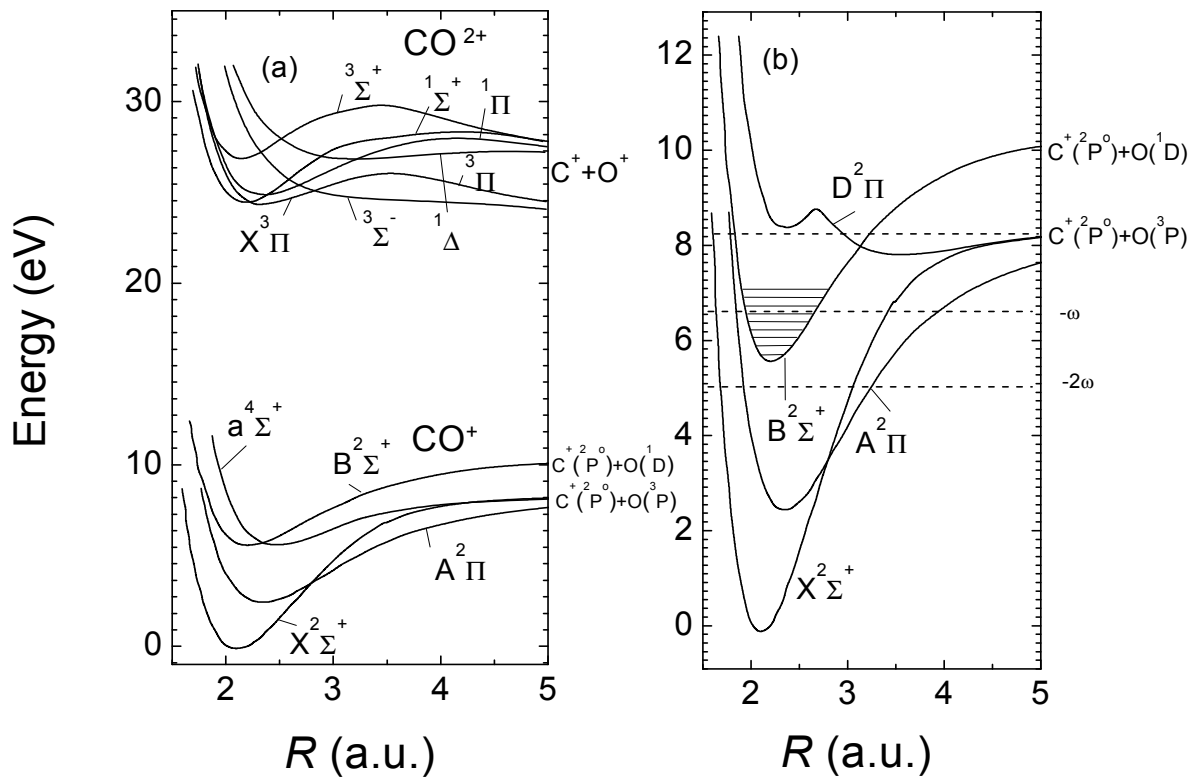 Energy (eV)
30
20
10
0
2
3
4
5
R (a.u.)
(a)
CO²⁺
³Σ⁺
¹Σ⁺
¹Π
³Π
X³Π
³Σ⁻
¹Δ
C⁺+O⁺
a⁴Σ⁺
CO⁺
B²Σ⁺
A²Π
X²Σ⁺
C⁺(²Pᵒ)+O(¹D)
C⁺(²Pᵒ)+O(³P)
12
10
8
6
4
2
0
2
3
4
5
R (a.u.)
(b)
D²Π
B²Σ⁺
A²Π
X²Σ⁺
C⁺(²Pᵒ)+O(¹D)
C⁺(²Pᵒ)+O(³P)
-ω
-2ω